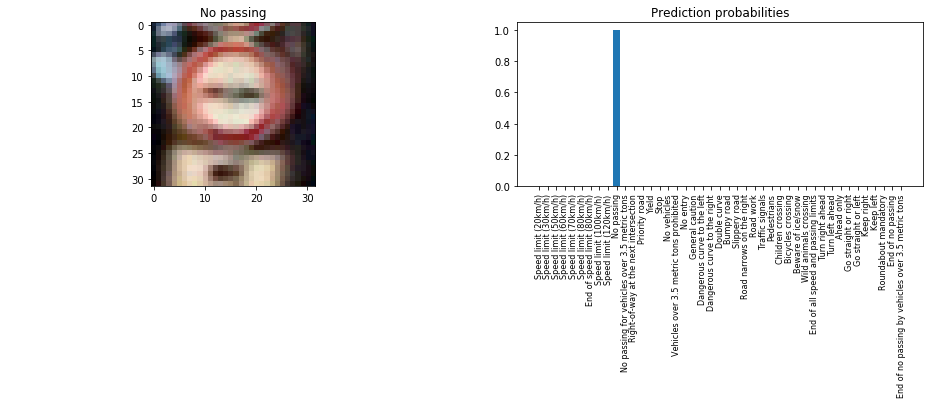 No passing
0
5
10
15
20
25
30
0 10 20 30
Prediction probabilities
1.0
0.8
0.6
0.4
0.2
0.0
Speed limit (20km/h)
Speed limit (30km/h)
Speed limit (50km/h)
Speed limit (60km/h)
Speed limit (70km/h)
Speed limit (80km/h)
End of speed limit (80km/h)
Speed limit (100km/h)
Speed limit (120km/h)
No passing
No passing for vehicles over 3.5 metric tons
Right-of-way at the next intersection
Priority road
Yield
Stop
No vehicles
Vehicles over 3.5 metric tons prohibited
No entry
General caution
Dangerous curve to the left
Dangerous curve to the right
Double curve
Bumpy road
Slippery road
Road narrows on the right
Road work
Traffic signals
Pedestrians
Children crossing
Bicycles crossing
Beware of ice/snow
Wild animals crossing
End of all speed and passing limits
Turn right ahead
Turn left ahead
Ahead only
Go straight or right
Go straight or left
Keep right
Keep left
Roundabout mandatory
End of no passing
End of no passing by vehicles over 3.5 metric tons